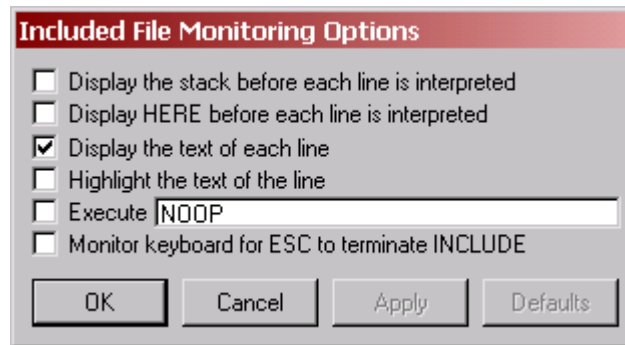 Included File Monitoring Options
Display the stack before each line is interpreted
Display HERE before each line is interpreted
Display the text of each line
Highlight the text of the line
Execute NOOP
Monitor keyboard for ESC to terminate INCLUDE
OK Cancel Apply Defaults